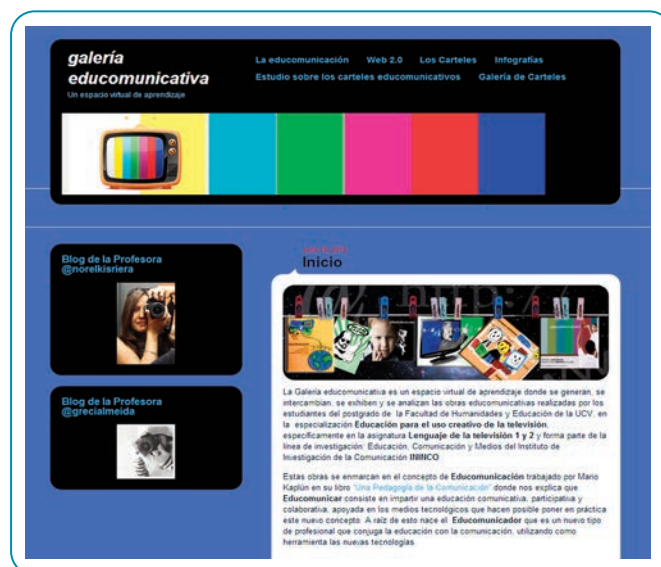 galería
educomunicativa
Un espacio virtual de aprendizaje
La educomunicación Web 2.0 Los Carteles Infografías
Estudio sobre los carteles educomunicativos Galería de Carteles
Blog de la Profesora
@norelkisriera
Blog de la Profesora
@grecialmeida
Inicio
http://
La Galería educomunicativa es un espacio virtual de aprendizaje donde se generan, se
intercambian, se exhiben y se analizan las obras educomunicativas realizadas por los
estudiantes del postgrado de la Facultad de Humanidades y Educación de la UCV, en
la especialización Educación para el uso creativo de la televisión,
específicamente en la asignatura Lenguaje de la televisión 1 y 2 y forma parte de la
línea de investigación: Educación, Comunicación y Medios del Instituto de
Investigación de la Comunicación ININCO
Estas obras se enmarcan en el concepto de Educomunicación trabajado por Mario
Kaplún en su libro "Una Pedagogía de la Comunicación" donde nos explica que
Educomunicar consiste en impartir una educación comunicativa, participativa y
colaborativa, apoyada en los medios tecnológicos que hacen posible poner en práctica
este nuevo concepto. A raíz de esto nace el Educomunicador que es un nuevo tipo
de profesional que conjuga la educación con la comunicación, utilizando como
herramienta las nuevas tecnologías.